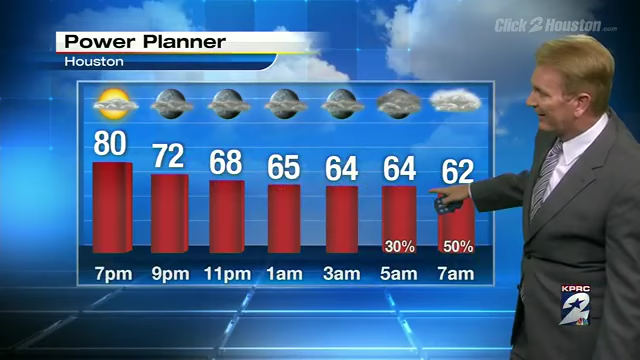 Click2Houston.com
Power Planner
Houston
80 72 68 65 64 64 62
30% 50%
7pm 9pm 11pm 1am 3am 5am 7am
KPRC
2